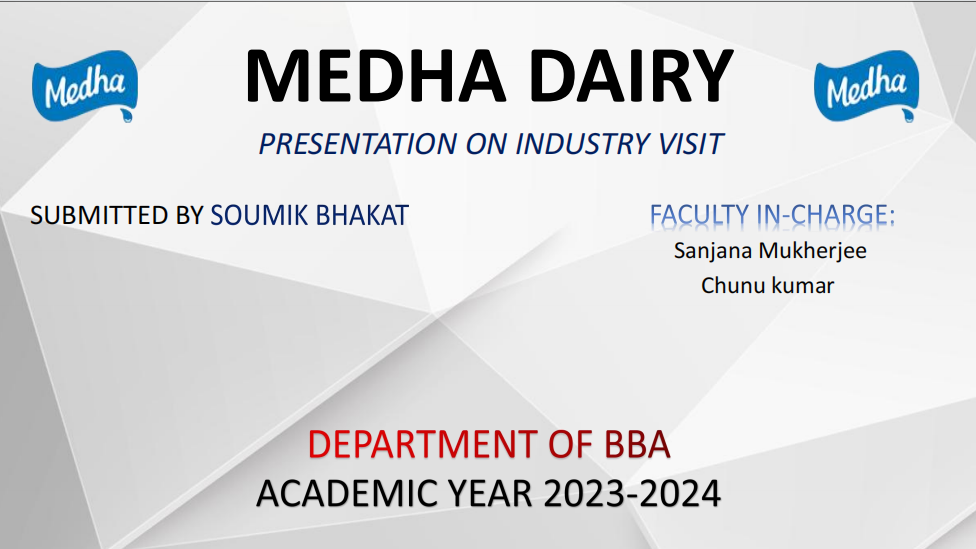 Medha
MEDHA DAIRY
Medha
PRESENTATION ON INDUSTRY VISIT
SUBMITTED BY SOUMIK BHAKAT
FACULTY IN-CHARGE:
Sanjana Mukherjee
Chunu kumar
DEPARTMENT OF BBA
ACADEMIC YEAR 2023-2024